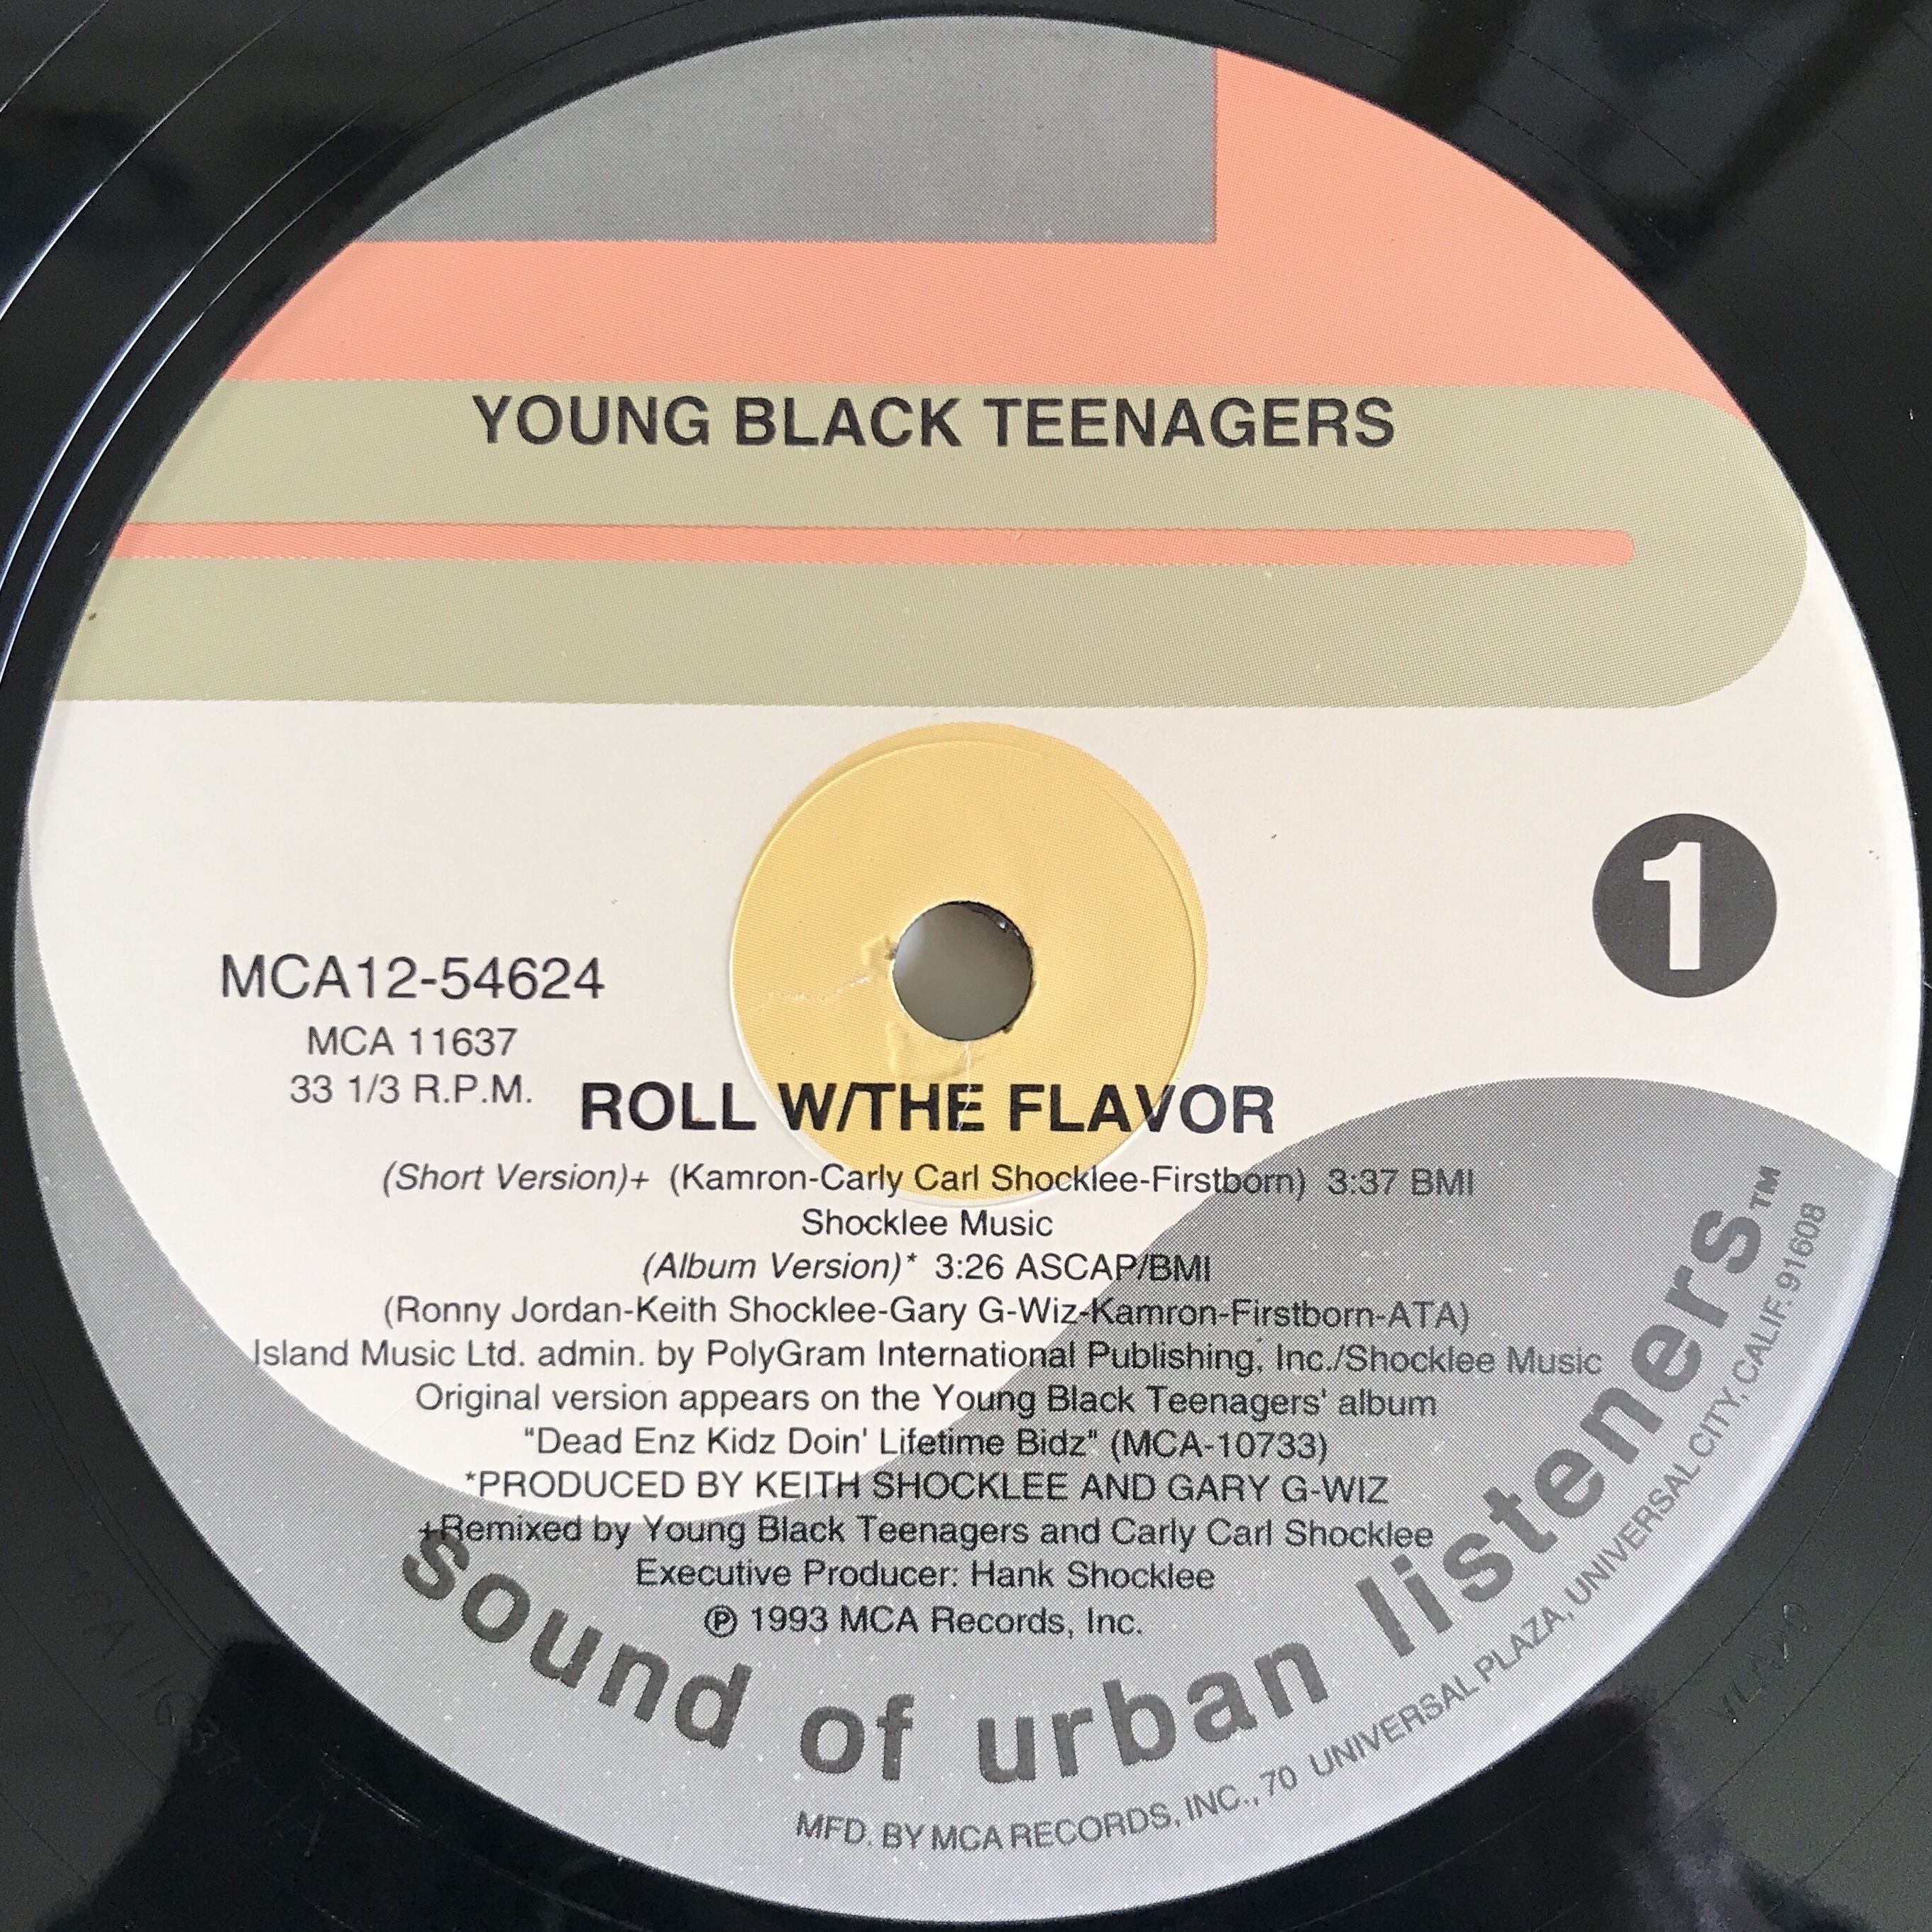 YOUNG BLACK TEENAGERS
1
MCA12-54624
MCA 11637
33 1/3 R.P.M.
ROLL W/THE FLAVOR
(Short Version)+ (Kamron-Carly Carl Shocklee-Firstborn) 3:37 BMI
Shocklee Music
(Album Version)* 3:26 ASCAP/BMI
(Ronny Jordan-Keith Shocklee-Gary G-Wiz-Kamron-Firstborn-ATA)
Island Music Ltd. admin. by PolyGram International Publishing, Inc./Shocklee Music
Original version appears on the Young Black Teenagers' album
"Dead Enz Kidz Doin' Lifetime Bidz" (MCA-10733)
*PRODUCED BY KEITH SHOCKLEE AND GARY G-WIZ
+Remixed by Young Black Teenagers and Carly Carl Shocklee
Executive Producer: Hank Shocklee
℗ 1993 MCA Records, Inc.
sound of urban listeners™
MFD. BY MCA RECORDS, INC., 70 UNIVERSAL PLAZA, UNIVERSAL CITY, CALIF. 91608